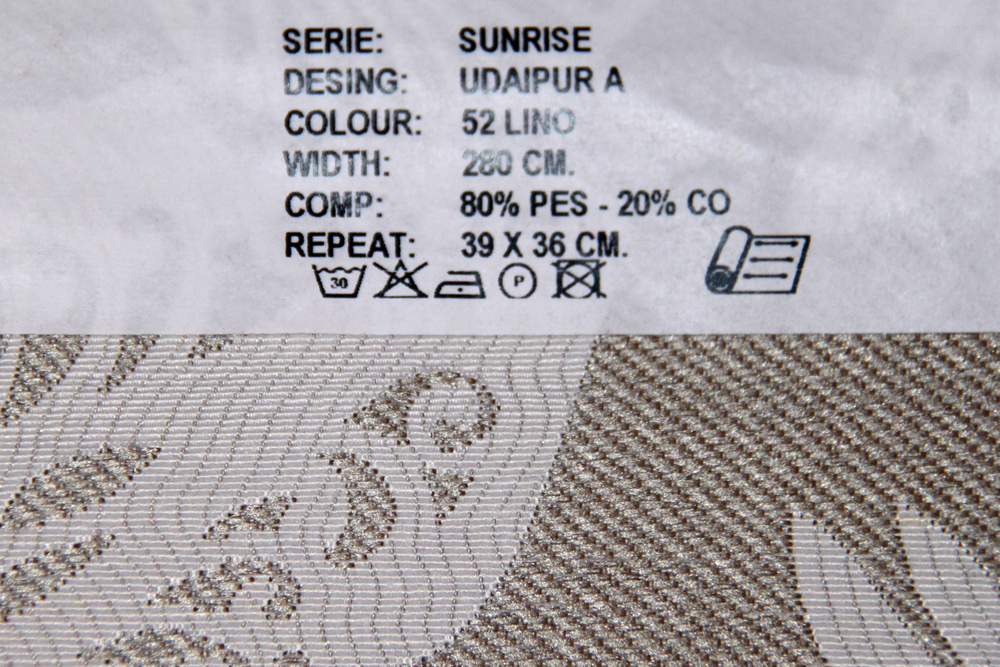 SERIE: SUNRISE
DESING: UDAIPUR A
COLOUR: 52 LINO
WIDTH: 280 CM.
COMP: 80% PES - 20% CO
REPEAT: 39 X 36 CM.
30 P